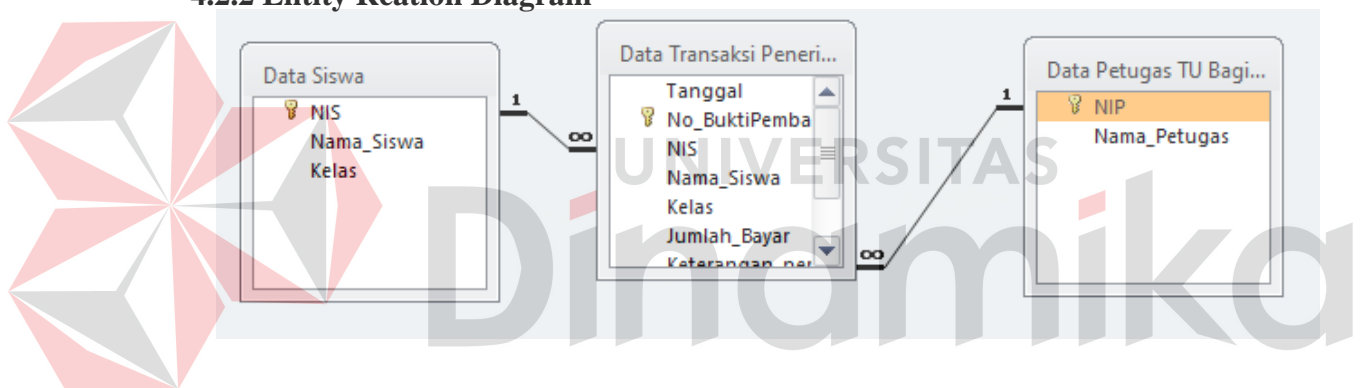 4.2.2 Entity Reation Diagram
Data Siswa
NIS
Nama_Siswa
Kelas
1
∞
Data Transaksi Peneri...
Tanggal
No_BuktiPemba
NIS
Nama_Siswa
Kelas
Jumlah_Bayar
Keterangan_per
∞
1
Data Petugas TU Bagi...
NIP
Nama_Petugas
UNIVERSITAS
Dinamika